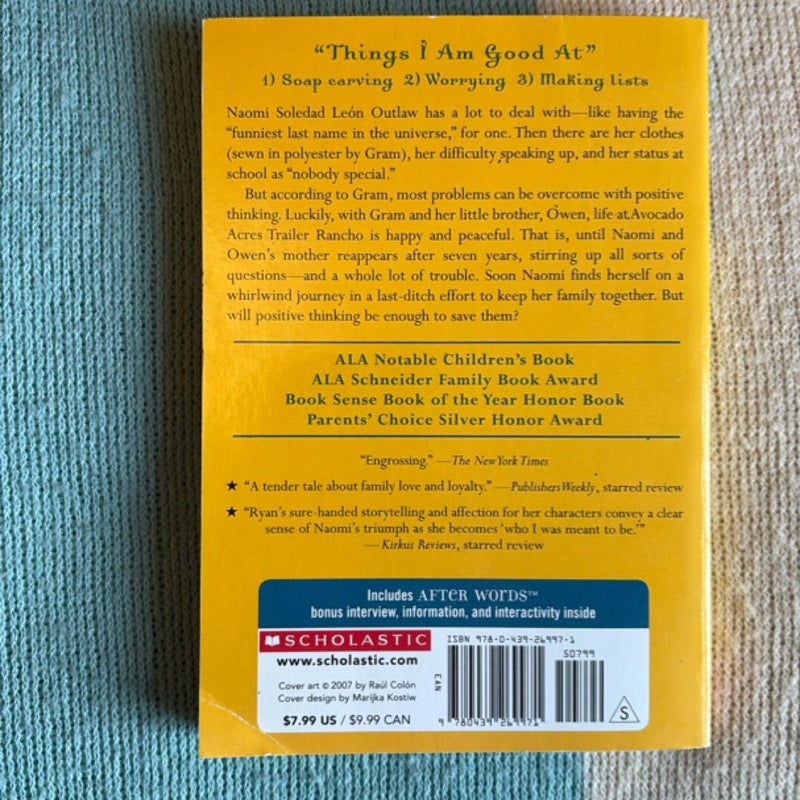 “Things I Am Good At”
1) Soap carving 2) Worrying 3) Making lists
Naomi Soledad León Outlaw has a lot to deal with—like having the
“funniest last name in the universe,” for one. Then there are her clothes
(sewn in polyester by Gram), her difficulty speaking up, and her status at
school as “nobody special.”
But according to Gram, most problems can be overcome with positive
thinking. Luckily, with Gram and her little brother, Owen, life at Avocado
Acres Trailer Rancho is happy and peaceful. That is, until Naomi and
Owen’s mother reappears after seven years, stirring up all sorts of
questions—and a whole lot of trouble. Soon Naomi finds herself on a
whirlwind journey in a last-ditch effort to keep her family together. But
will positive thinking be enough to save them?
ALA Notable Children’s Book
ALA Schneider Family Book Award
Book Sense Book of the Year Honor Book
Parents’ Choice Silver Honor Award
“Engrossing.” —The New York Times
★ “A tender tale about family love and loyalty.” —Publishers Weekly, starred review
★ “Ryan’s sure-handed storytelling and affection for her characters convey a clear
sense of Naomi’s triumph as she becomes ‘who I was meant to be.’”
—Kirkus Reviews, starred review
Includes AFTER WORDS™
bonus interview, information, and interactivity inside
SCHOLASTIC
www.scholastic.com
Cover art © 2007 by Raúl Colón
Cover design by Marijka Kostiw
$7.99 US / $9.99 CAN
ISBN 978-0-439-26997-1
50799
EAN
9 780439 269971
S